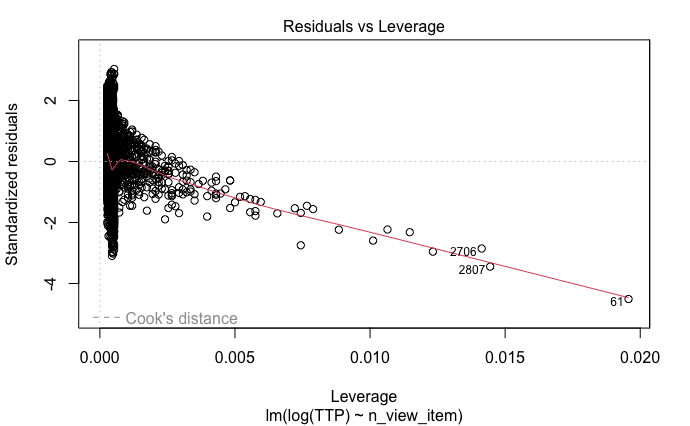 Residuals vs Leverage
Standardized residuals
2
0
-2
-4
2706
2807
61
Cook's distance
0.000
0.005
0.010
0.015
0.020
Leverage
lm(log(TTP) ~ n_view_item)